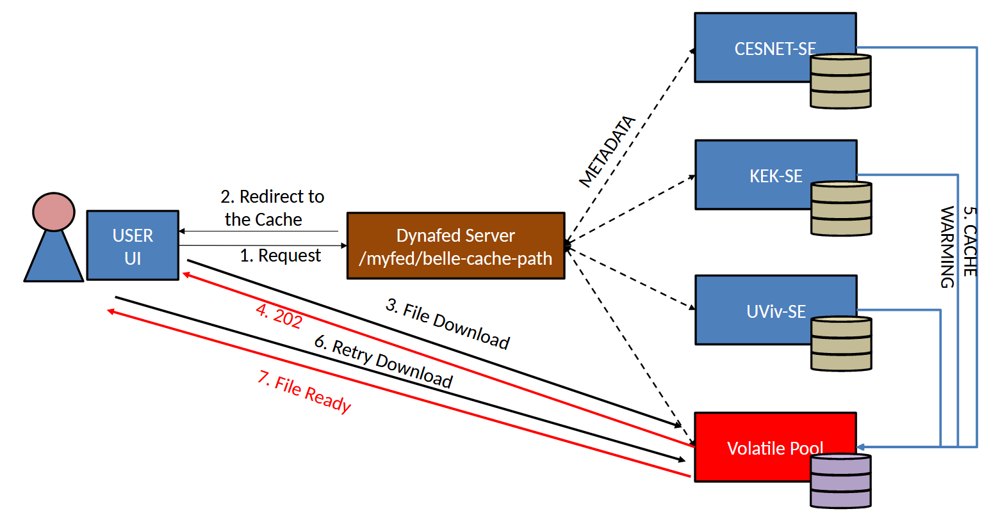 CESNET-SE
METADATA
KEK-SE
2. Redirect to
the Cache
USER
UI
Dynafed Server
/myfed/belle-cache-path
1. Request
5. CACHE
WARMING
3. File Download
4. 202
UViv-SE
6. Retry Download
7. File Ready
Volatile Pool